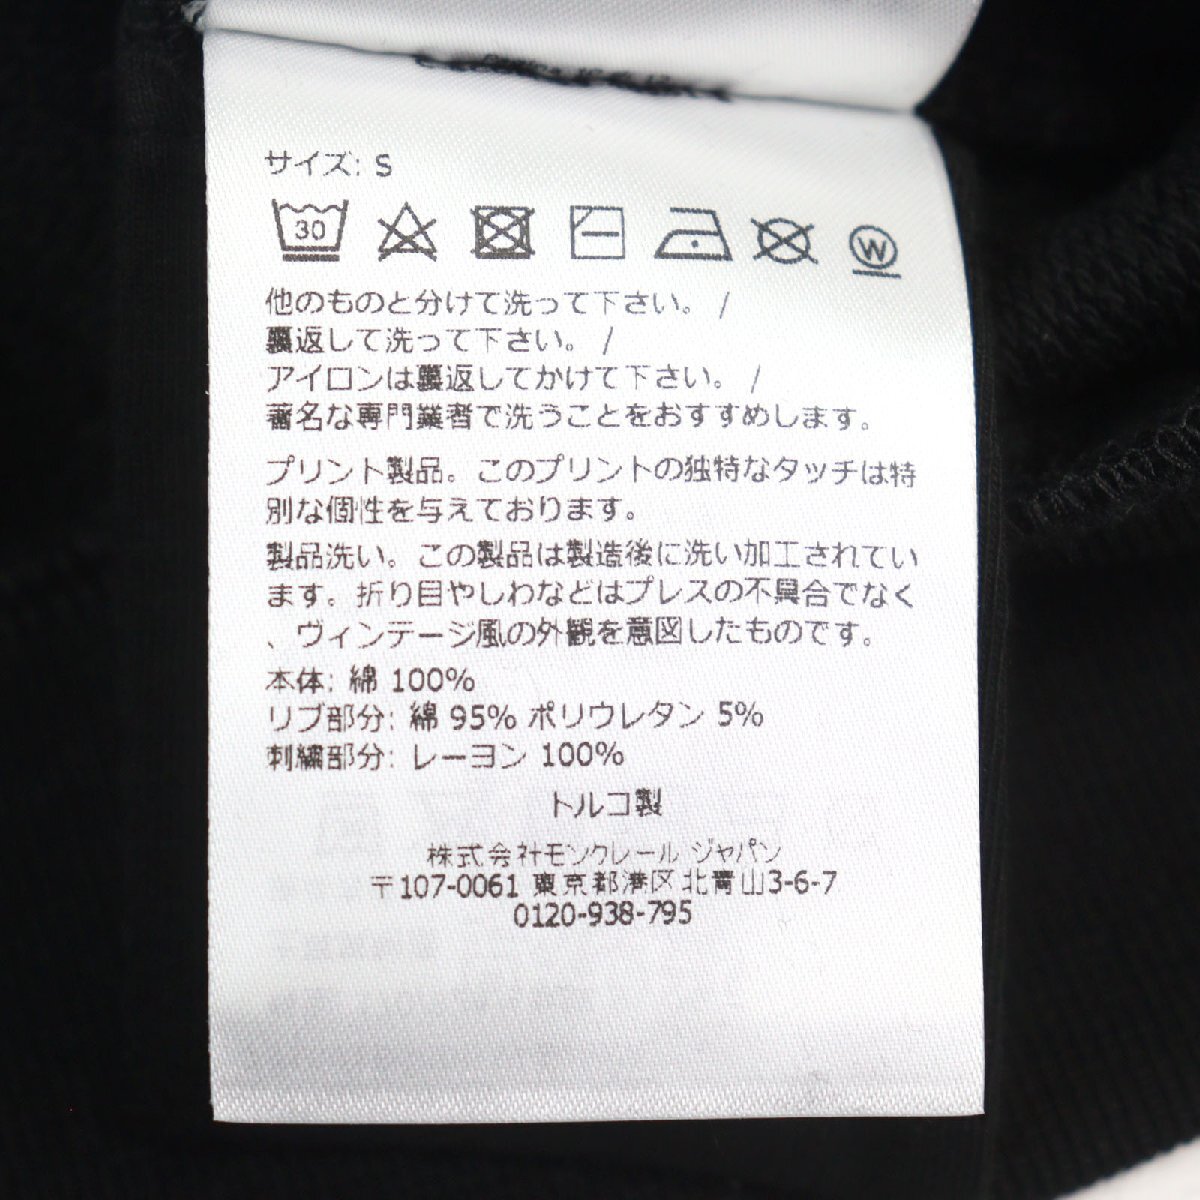 サイズ: S
30
W
他のものと分けて洗って下さい。 /
裏返して洗って下さい。 /
アイロンは裏返してかけて下さい。 /
著名な専門業者で洗うことをおすすめします。
プリント製品。このプリントの独特なタッチは特
別な個性を与えております。
製品洗い。この製品は製造後に洗い加工されてい
ます。折り目やしわなどはプレスの不具合でなく
、ヴィンテージ風の外観を意図したものです。
本体: 綿 100%
リブ部分: 綿 95% ポリウレタン 5%
刺繍部分: レーヨン 100%
トルコ製
株式会社モンクレール ジャパン
〒107-0061 東京都港区北青山3-6-7
0120-938-795